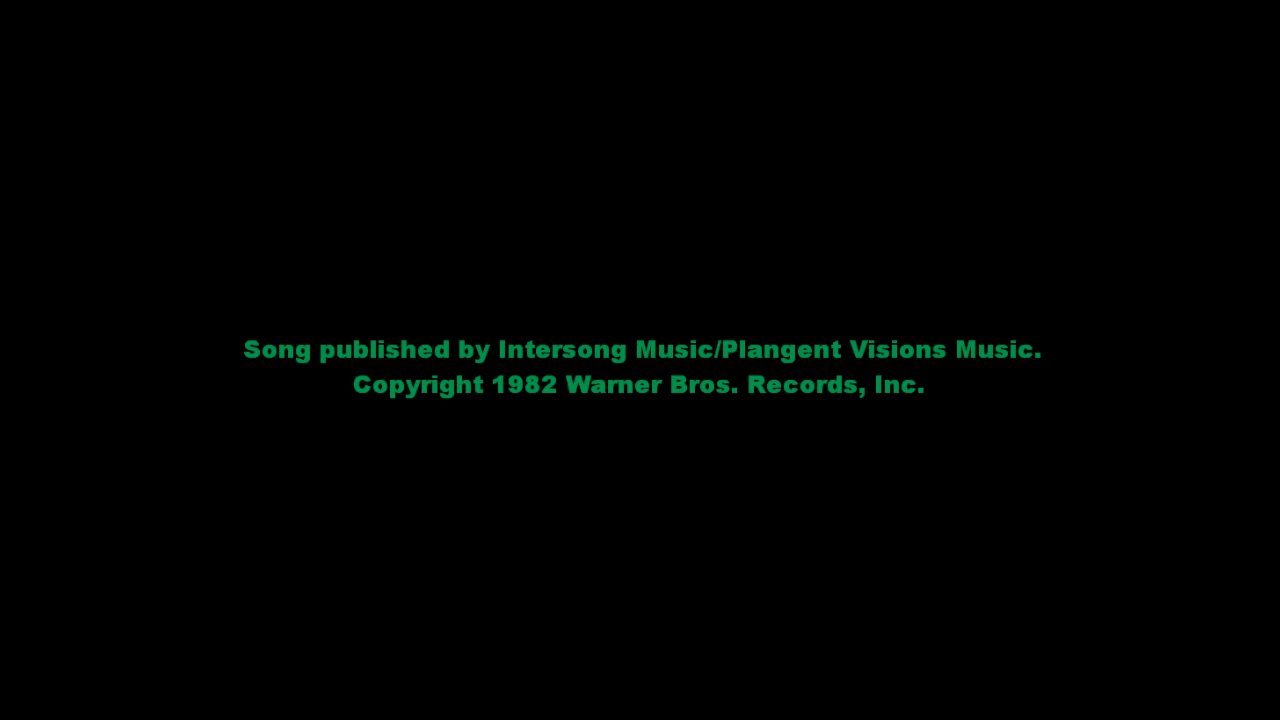 Song published by Intersong Music/Plangent Visions Music.
Copyright 1982 Warner Bros. Records, Inc.